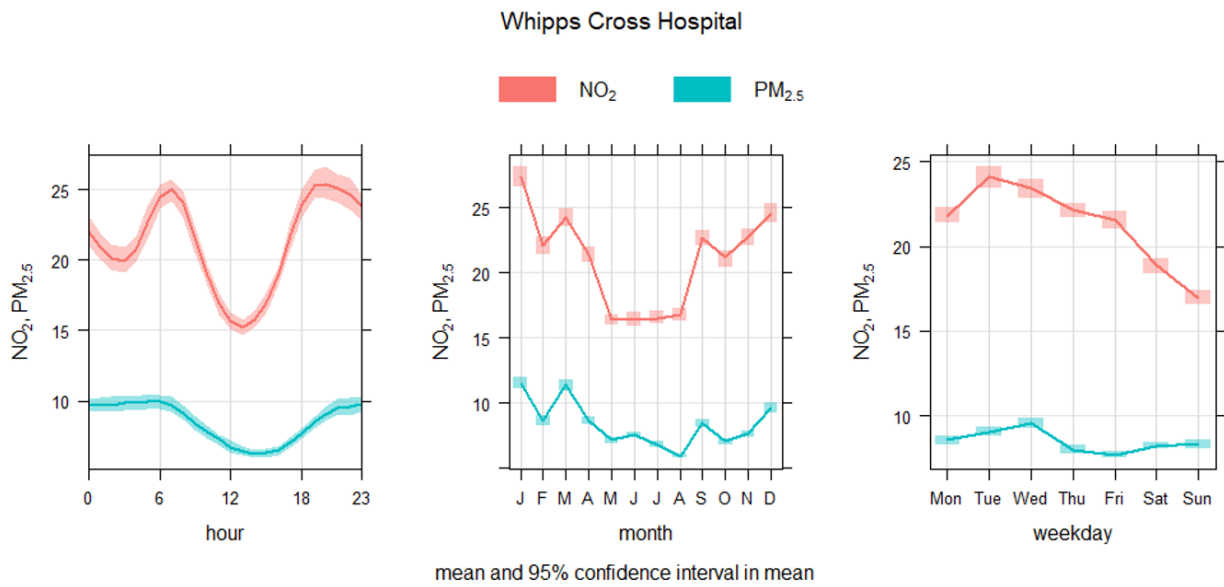 Whipps Cross Hospital
NO₂ PM₂.₅
NO₂, PM₂.₅
25
20
15
10
0 6 12 18 23
hour
NO₂, PM₂.₅
25
20
15
10
J F M A M J J A S O N D
month
NO₂, PM₂.₅
25
20
15
10
Mon Tue Wed Thu Fri Sat Sun
weekday
mean and 95% confidence interval in mean